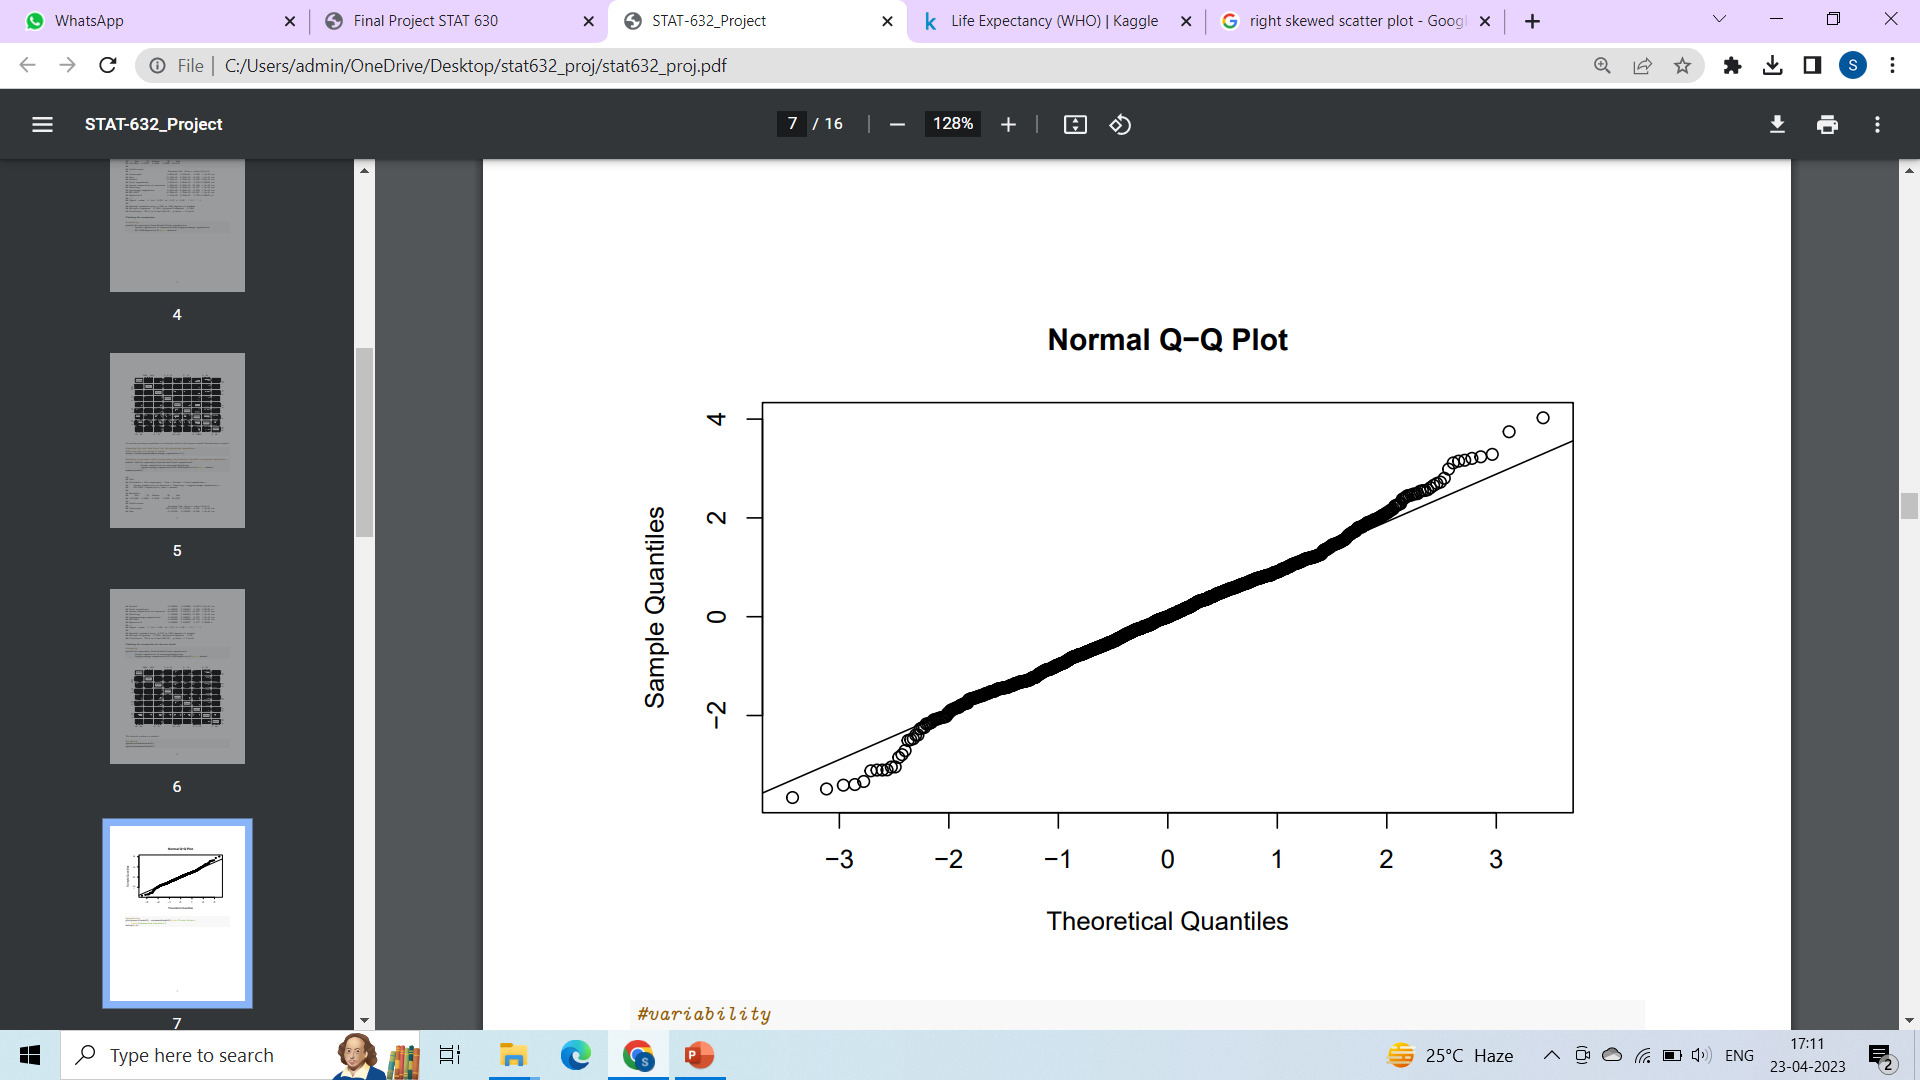 WhatsApp
Final Project STAT 630
STAT-632_Project
Life Expectancy (WHO) | Kaggle
right skewed scatter plot - Goog
File | C:/Users/admin/OneDrive/Desktop/stat632_proj/stat632_proj.pdf
S
STAT-632_Project
7 / 16
128%
4
5
6
7
Normal Q−Q Plot
Sample Quantiles
4
2
0
−2
−3 −2 −1 0 1 2 3
Theoretical Quantiles
#variability
Type here to search
25°C Haze
ENG
17:11
23-04-2023
2